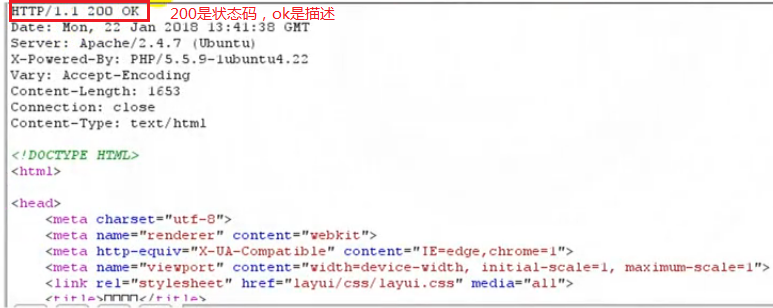 HTTP/1.1 200 OK 200是状态码，ok是描述
Date: Mon, 22 Jan 2018 13:41:38 GMT
Server: Apache/2.4.7 (Ubuntu)
X-Powered-By: PHP/5.5.9-1ubuntu4.22
Vary: Accept-Encoding
Content-Length: 1653
Connection: close
Content-Type: text/html
<!DOCTYPE HTML>
<html>
<head>
<meta charset="utf-8">
<meta name="renderer" content="webkit">
<meta http-equiv="X-UA-Compatible" content="IE=edge,chrome=1">
<meta name="viewport" content="width=device-width, initial-scale=1, maximum-scale=1">
<link rel="stylesheet" href="layui/css/layui.css" media="all">
<title>□□□□</title>